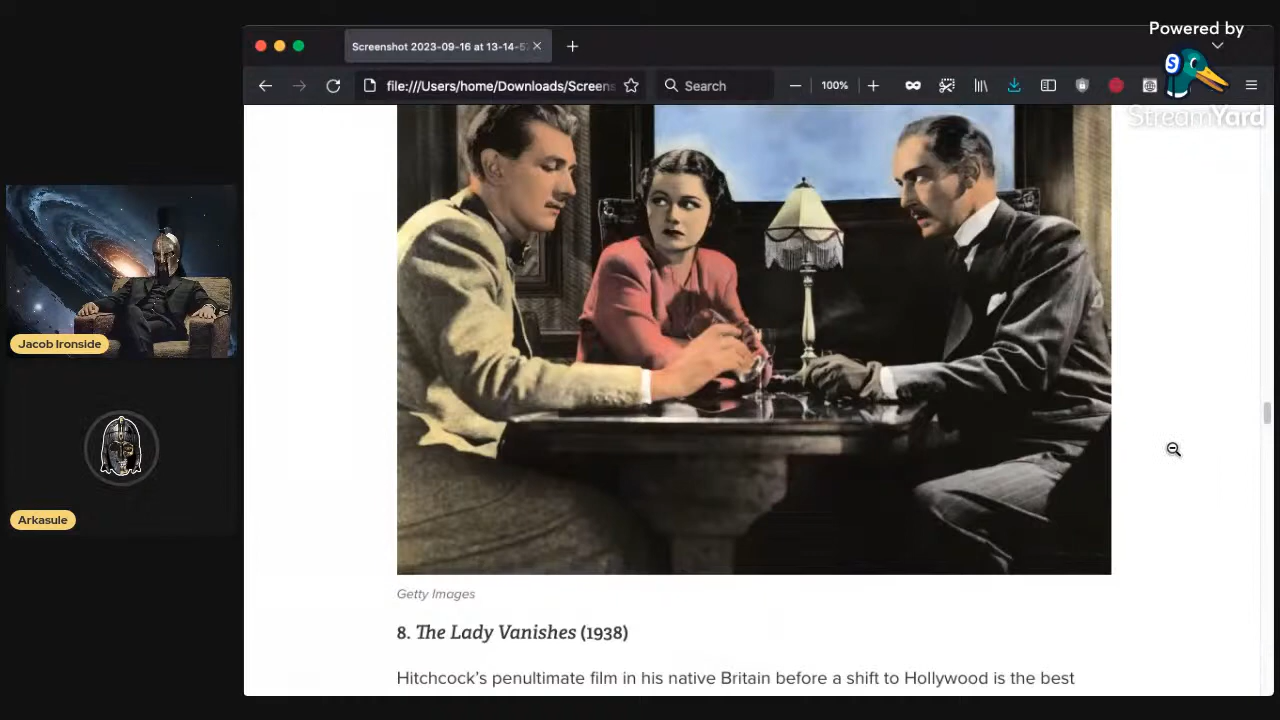 Powered by
StreamYard
Screenshot 2023-09-16 at 13-14-5
file:///Users/home/Downloads/Screens
Search
100%
S
Jacob Ironside
Arkasule
Getty Images
8. The Lady Vanishes (1938)
Hitchcock's penultimate film in his native Britain before a shift to Hollywood is the best